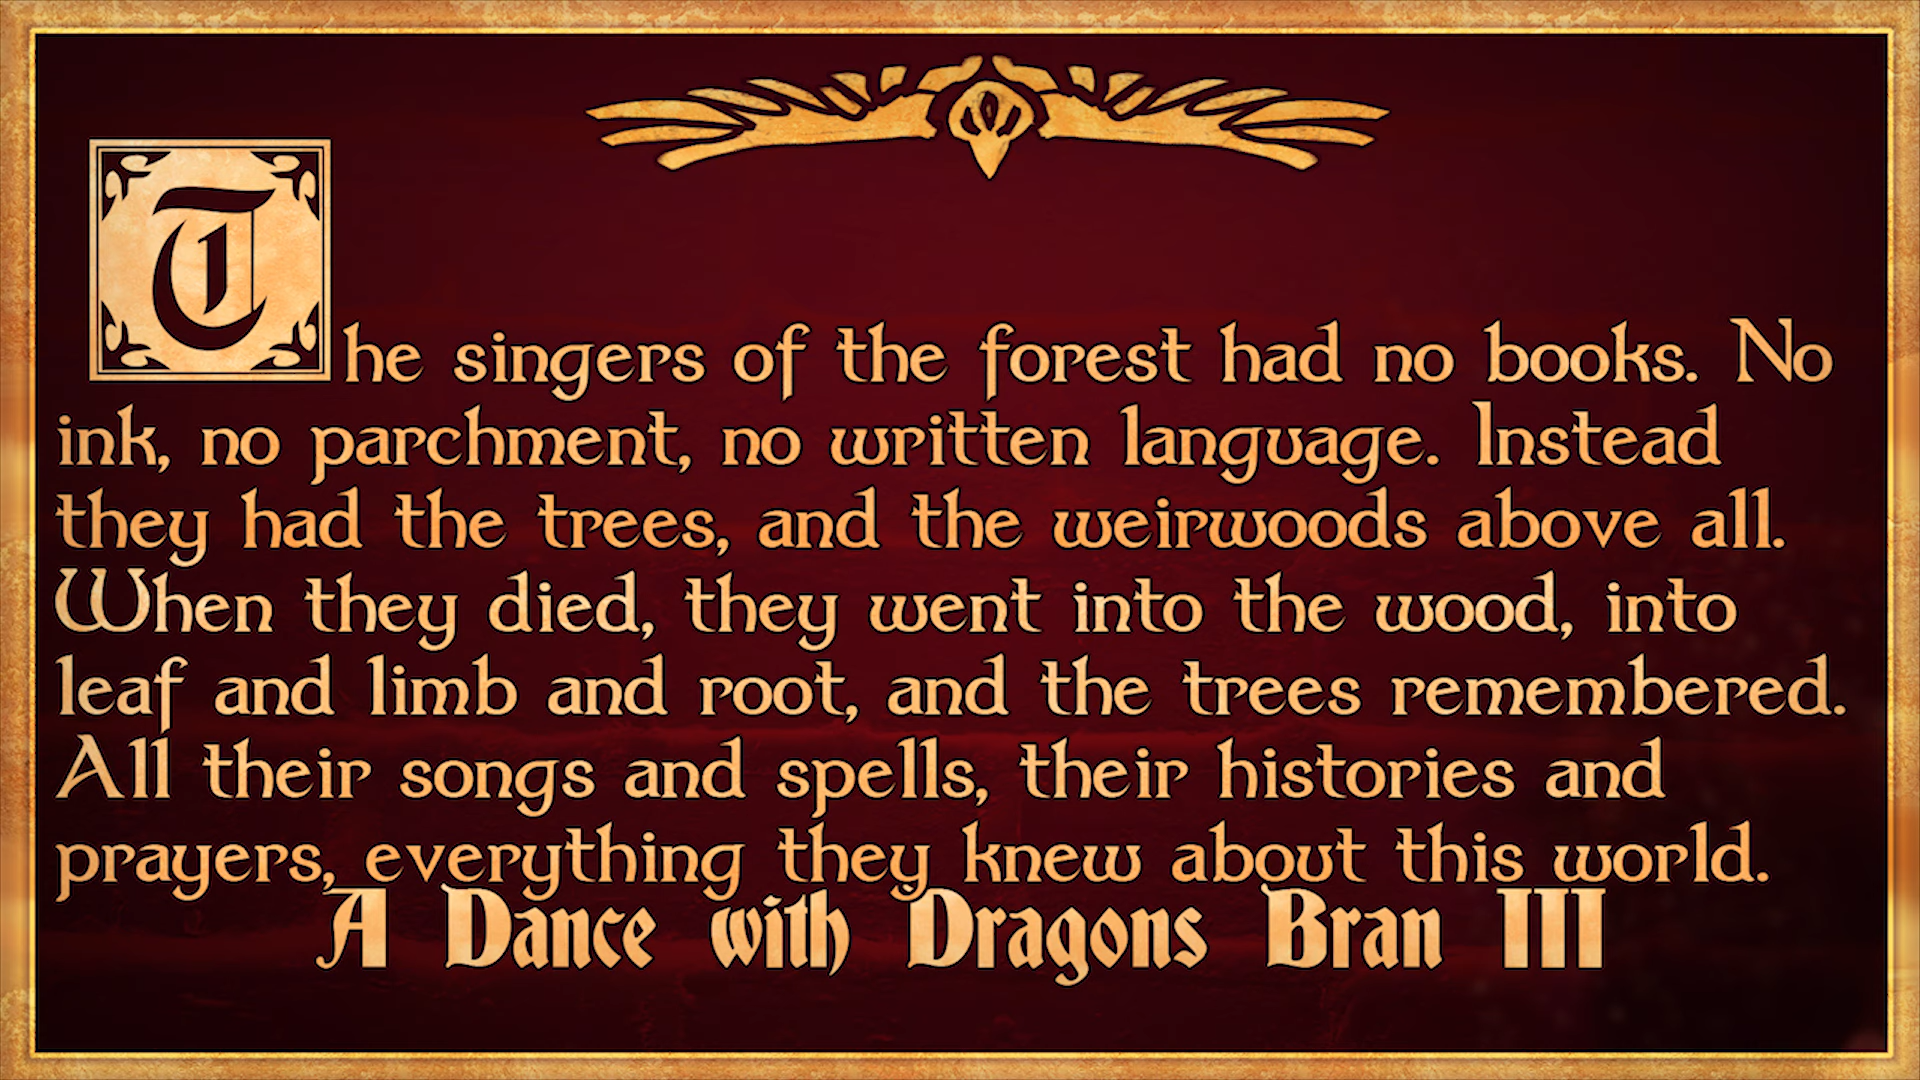 The singers of the forest had no books. No
ink, no parchment, no written language. Instead
they had the trees, and the weirwoods above all.
When they died, they went into the wood, into
leaf and limb and root, and the trees remembered.
All their songs and spells, their histories and
prayers, everything they knew about this world.
A Dance with Dragons Bran III